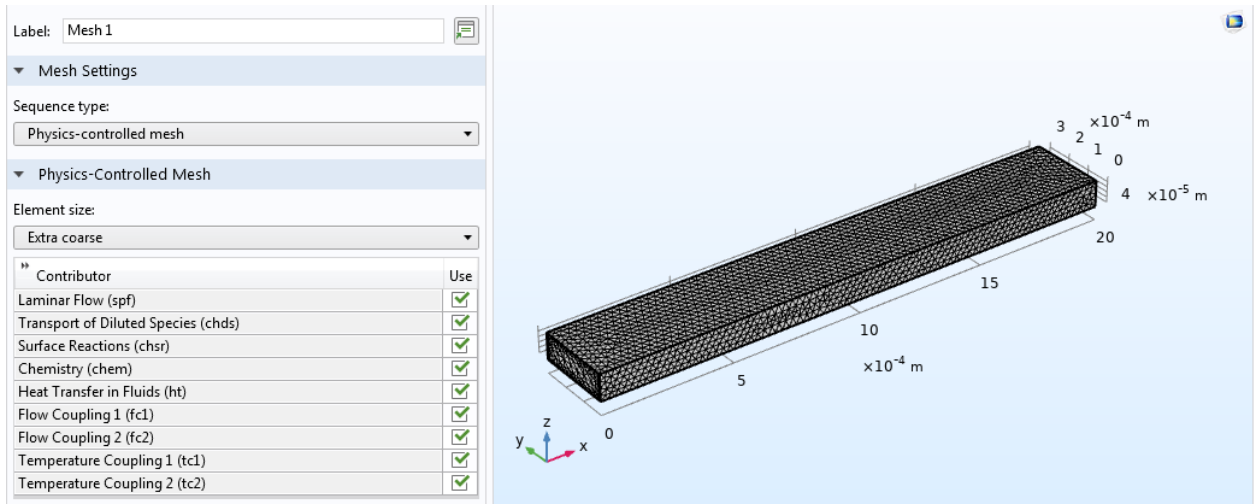 Label: Mesh 1
Mesh Settings
Sequence type:
Physics-controlled mesh
Physics-Controlled Mesh
Element size:
Extra coarse
Contributor Use
Laminar Flow (spf)
Transport of Diluted Species (chds)
Surface Reactions (chsr)
Chemistry (chem)
Heat Transfer in Fluids (ht)
Flow Coupling 1 (fc1)
Flow Coupling 2 (fc2)
Temperature Coupling 1 (tc1)
Temperature Coupling 2 (tc2)
3 ×10⁻⁴ m
2
1
0
4 ×10⁻⁵ m
20
15
10
×10⁻⁴ m
5
0
z
y
x